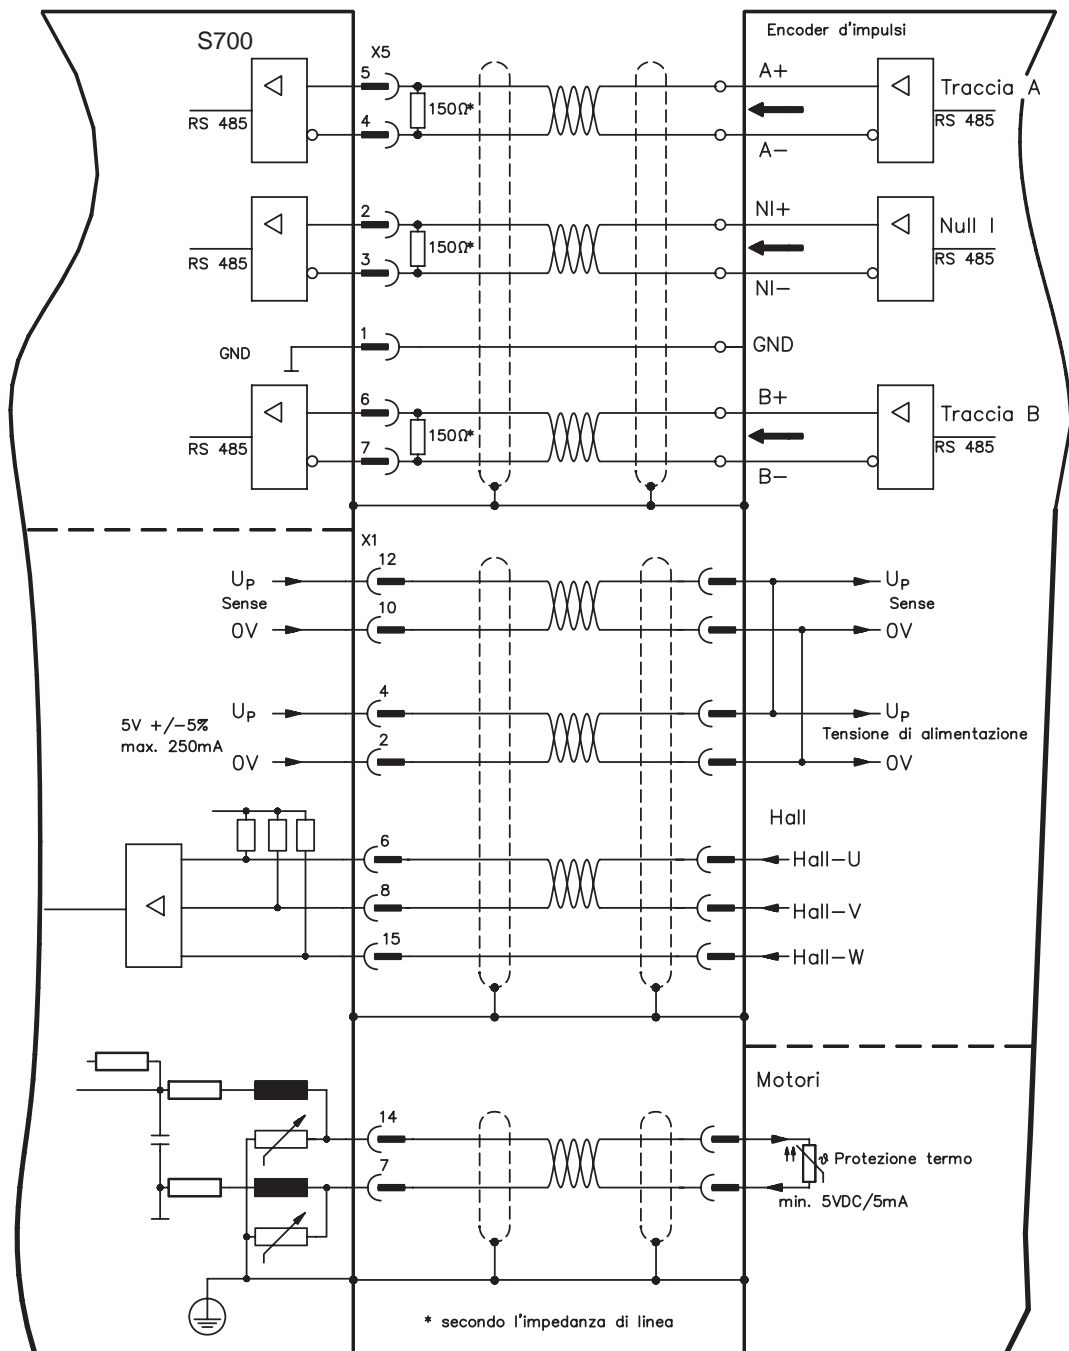 S700
X5
Encoder d'impulsi
5
A+
Traccia A
150Ω*
RS 485
RS 485
4
A−
2
NI+
Null I
150Ω*
RS 485
RS 485
3
NI−
1
GND
GND
6
B+
Traccia B
150Ω*
RS 485
RS 485
7
B−
X1
12
UP
UP
Sense
Sense
10
0V
0V
4
UP
UP
5V +/−5%
max. 250mA
Tensione di alimentazione
2
0V
0V
Hall
6
Hall−U
8
Hall−V
15
Hall−W
Motori
14
7
ϑ Protezione termo
min. 5VDC/5mA
* secondo l'impedanza di linea